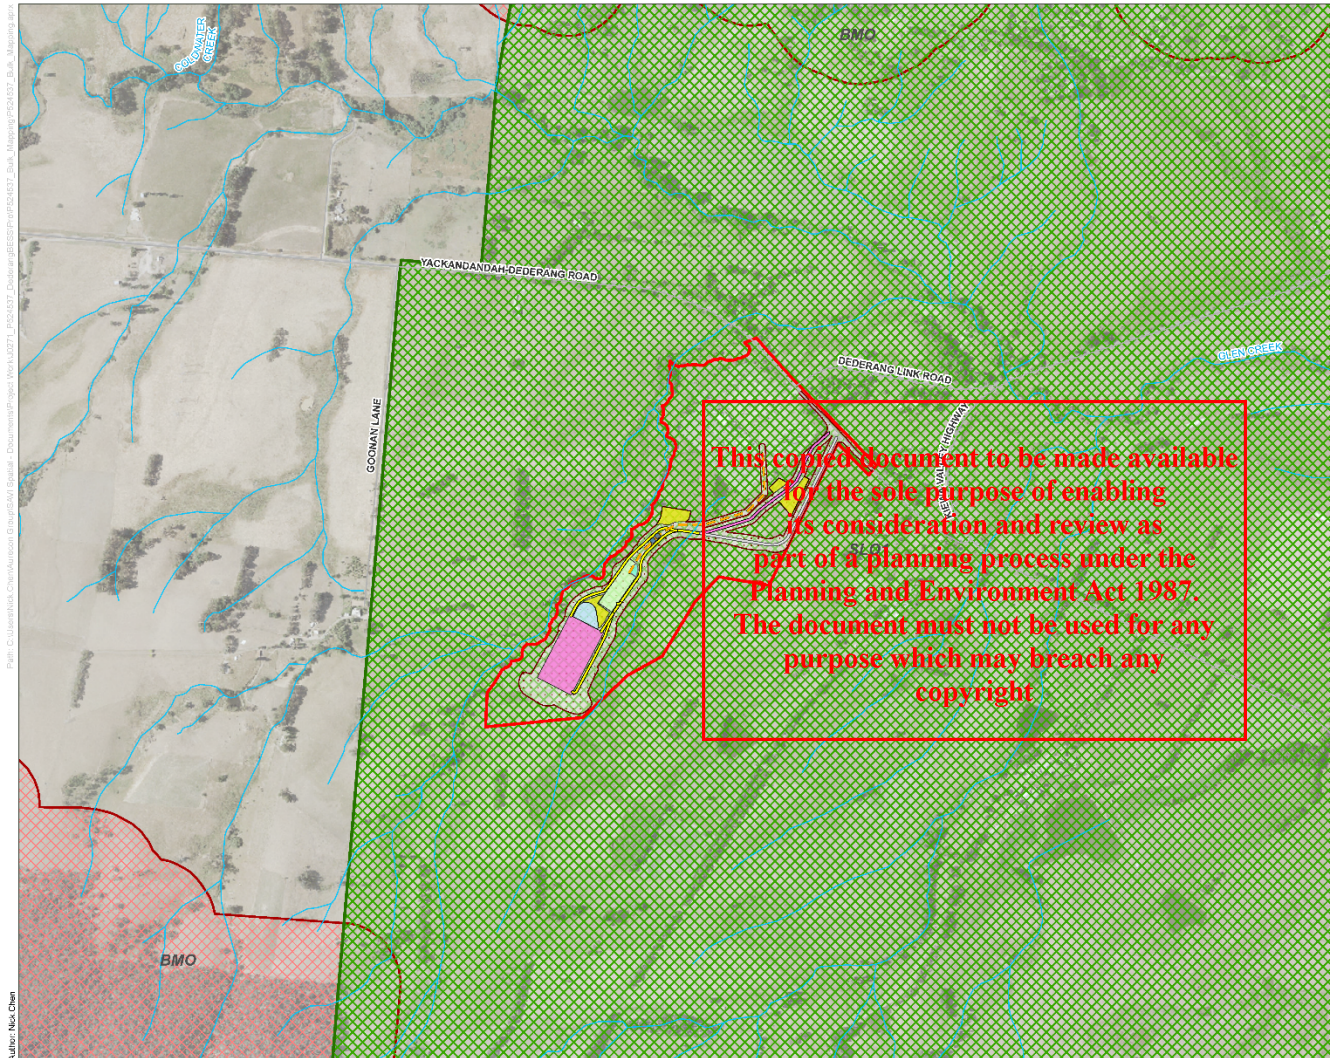 BMO
COLDWATER
CREEK
YACKANDANDAH-DEDERANG ROAD
GLEN CREEK
DEDERANG LINK ROAD
GOONAN LANE
VALLEY HIGHWAY
SLO
This copied document to be made available
for the sole purpose of enabling
its consideration and review as
part of a planning process under the
Planning and Environment Act 1987.
The document must not be used for any
purpose which may breach any
copyright
BMO
Author: Nick.Chen